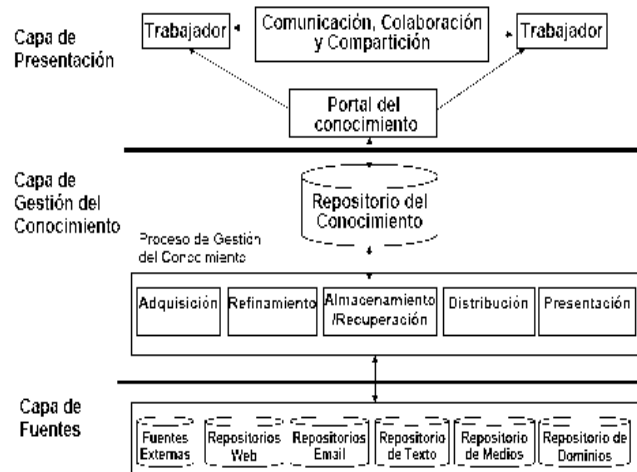 Capa de
Presentación
Trabajador
Comunicación, Colaboración
y Compartición
Trabajador
Portal del
conocimiento
Capa de
Gestión del
Conocimiento
Repositorio del
Conocimiento
Proceso de Gestión
del Conocimiento
Adquisición
Refinamiento
Almacenamiento
/Recuperación
Distribución
Presentación
Capa de
Fuentes
Fuentes
Externas
Repositorios
Web
Repositorios
Email
Repositorio
de Texto
Repositorio
de Medios
Repositorio de
Dominios